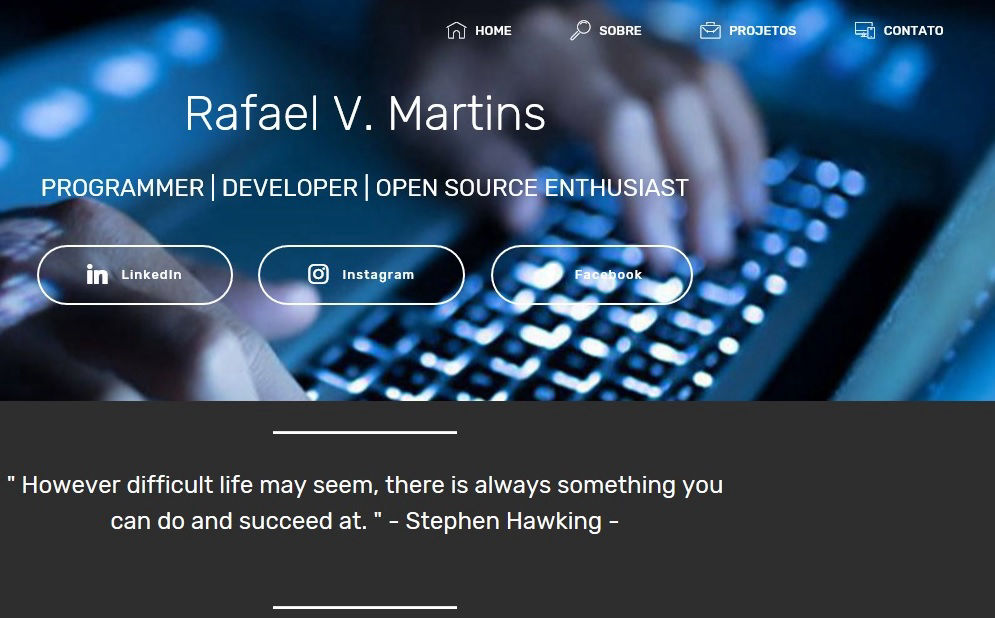 HOME SOBRE PROJETOS CONTATO
Rafael V. Martins
PROGRAMMER | DEVELOPER | OPEN SOURCE ENTHUSIAST
LinkedIn Instagram Facebook
" However difficult life may seem, there is always something you
can do and succeed at. " - Stephen Hawking -